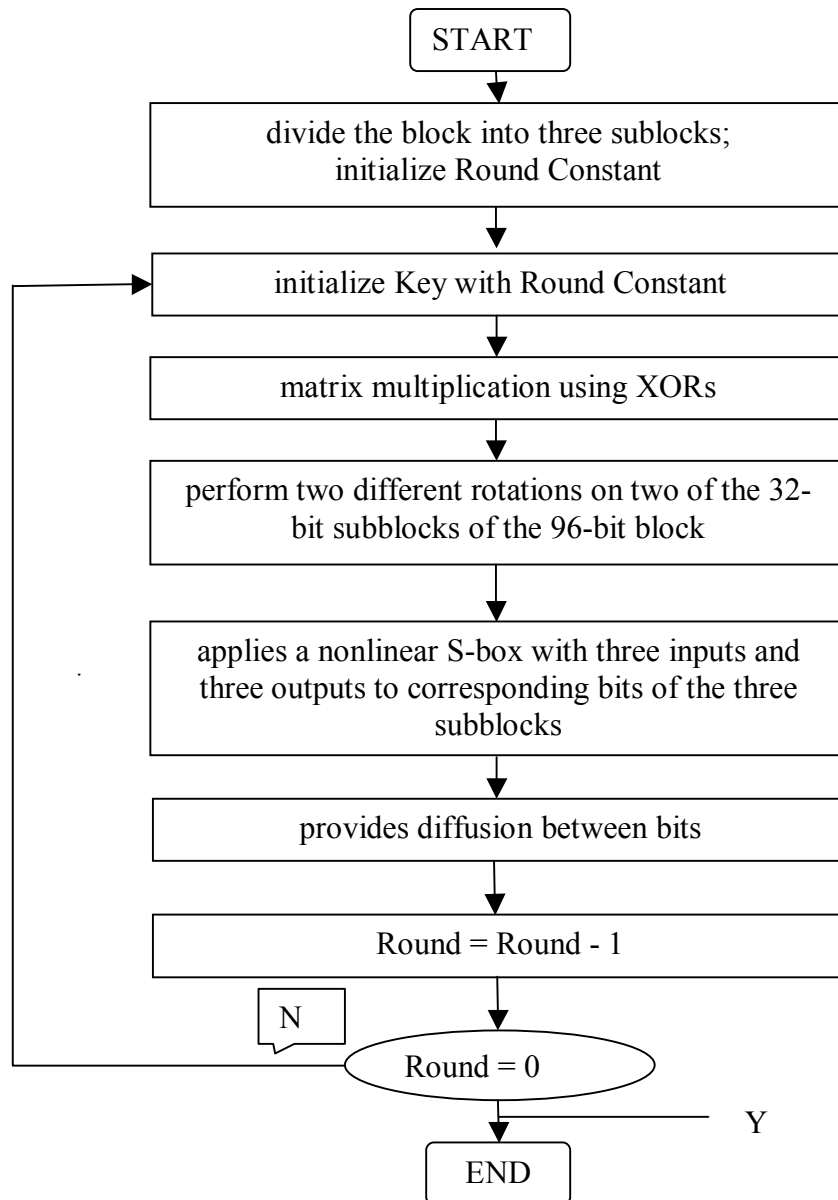 START
divide the block into three sublocks;
initialize Round Constant
initialize Key with Round Constant
matrix multiplication using XORs
perform two different rotations on two of the 32-
bit subblocks of the 96-bit block
applies a nonlinear S-box with three inputs and
three outputs to corresponding bits of the three
subblocks
provides diffusion between bits
Round = Round - 1
N
Round = 0
Y
END